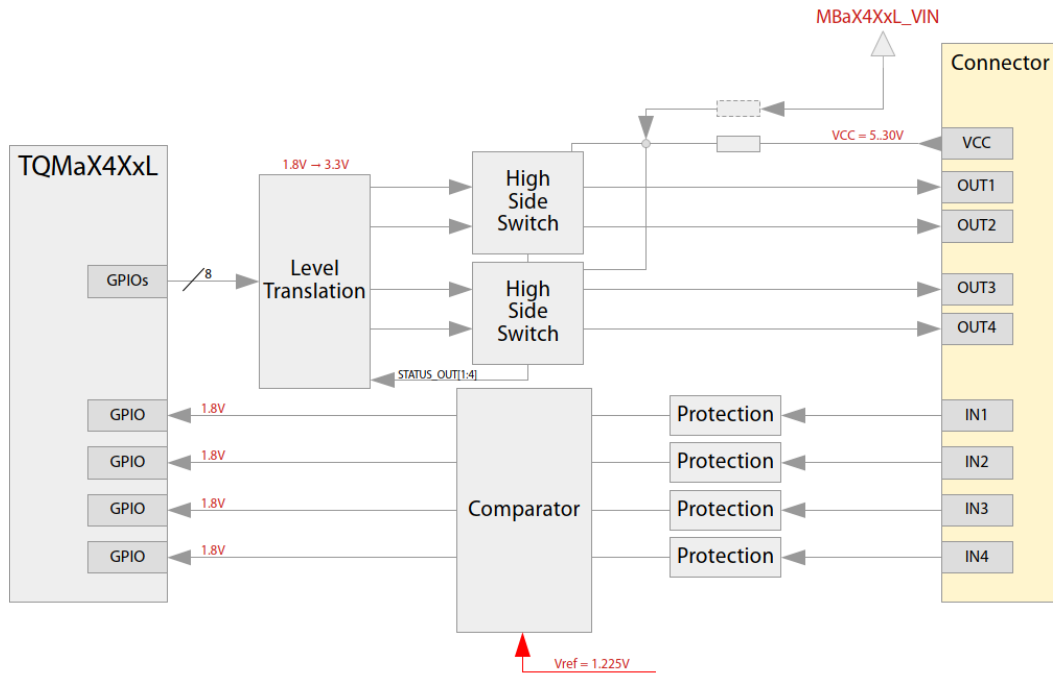 MBaX4XxL_VIN
Connector
VCC = 5..30V
VCC
TQMaX4XxL
1.8V → 3.3V
High
Side
Switch
OUT1
OUT2
GPIOs
8
Level
Translation
High
Side
Switch
OUT3
OUT4
STATUS_OUT[1:4]
GPIO
1.8V
Protection
IN1
GPIO
1.8V
Protection
IN2
GPIO
1.8V
Comparator
Protection
IN3
GPIO
1.8V
Protection
IN4
Vref = 1.225V